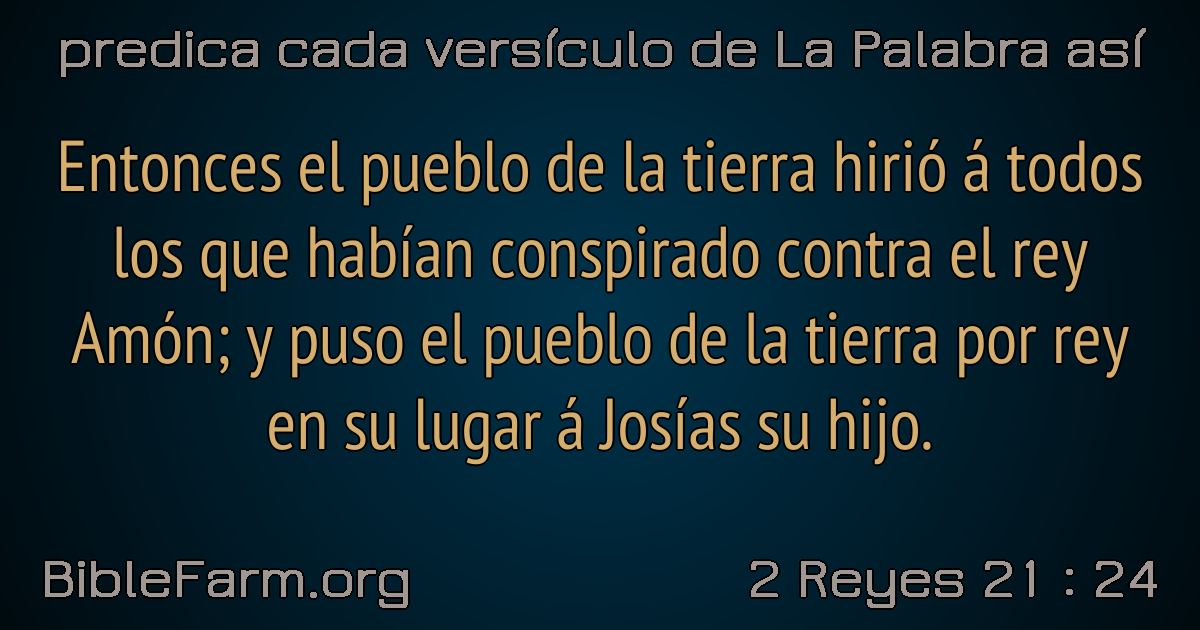 predica cada versículo de La Palabra así
Entonces el pueblo de la tierra hirió á todos
los que habían conspirado contra el rey
Amón; y puso el pueblo de la tierra por rey
en su lugar á Josías su hijo.
BibleFarm.org
2 Reyes 21 : 24